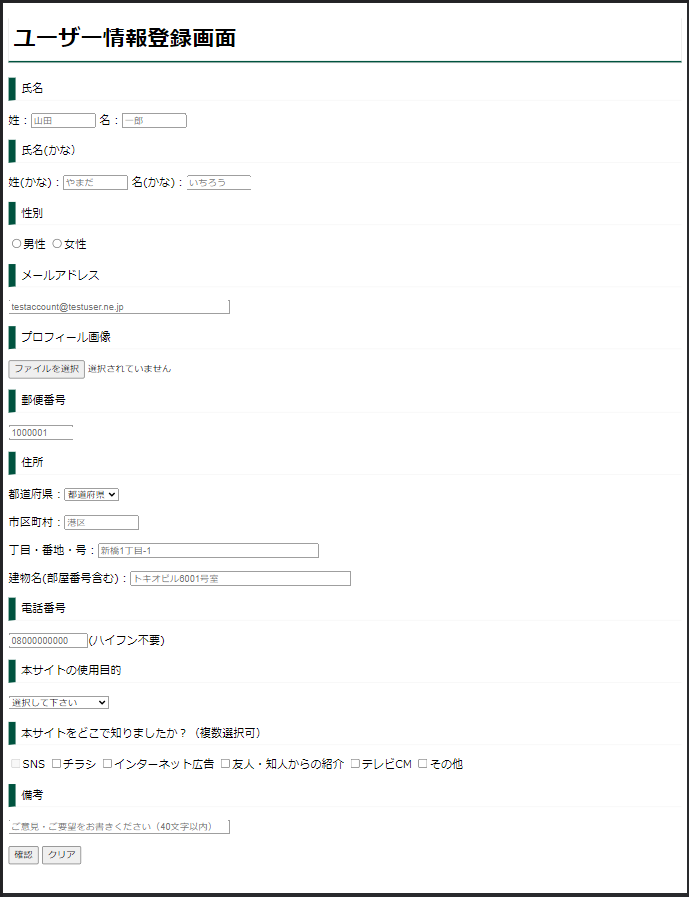 ユーザー情報登録画面
氏名
姓：山田 名：一郎
氏名(かな）
姓(かな)：やまだ 名(かな)：いちろう
性別
男性 女性
メールアドレス
testaccount@testuser.ne.jp
プロフィール画像
ファイルを選択 選択されていません
郵便番号
1000001
住所
都道府県：都道府県
市区町村：港区
丁目・番地・号：新橋1丁目-1
建物名(部屋番号含む)：トキオビル6001号室
電話番号
08000000000(ハイフン不要)
本サイトの使用目的
選択して下さい
本サイトをどこで知りましたか？（複数選択可）
SNS チラシ インターネット広告 友人・知人からの紹介 テレビCM その他
備考
ご意見・ご要望をお書きください（40文字以内）
確認 クリア